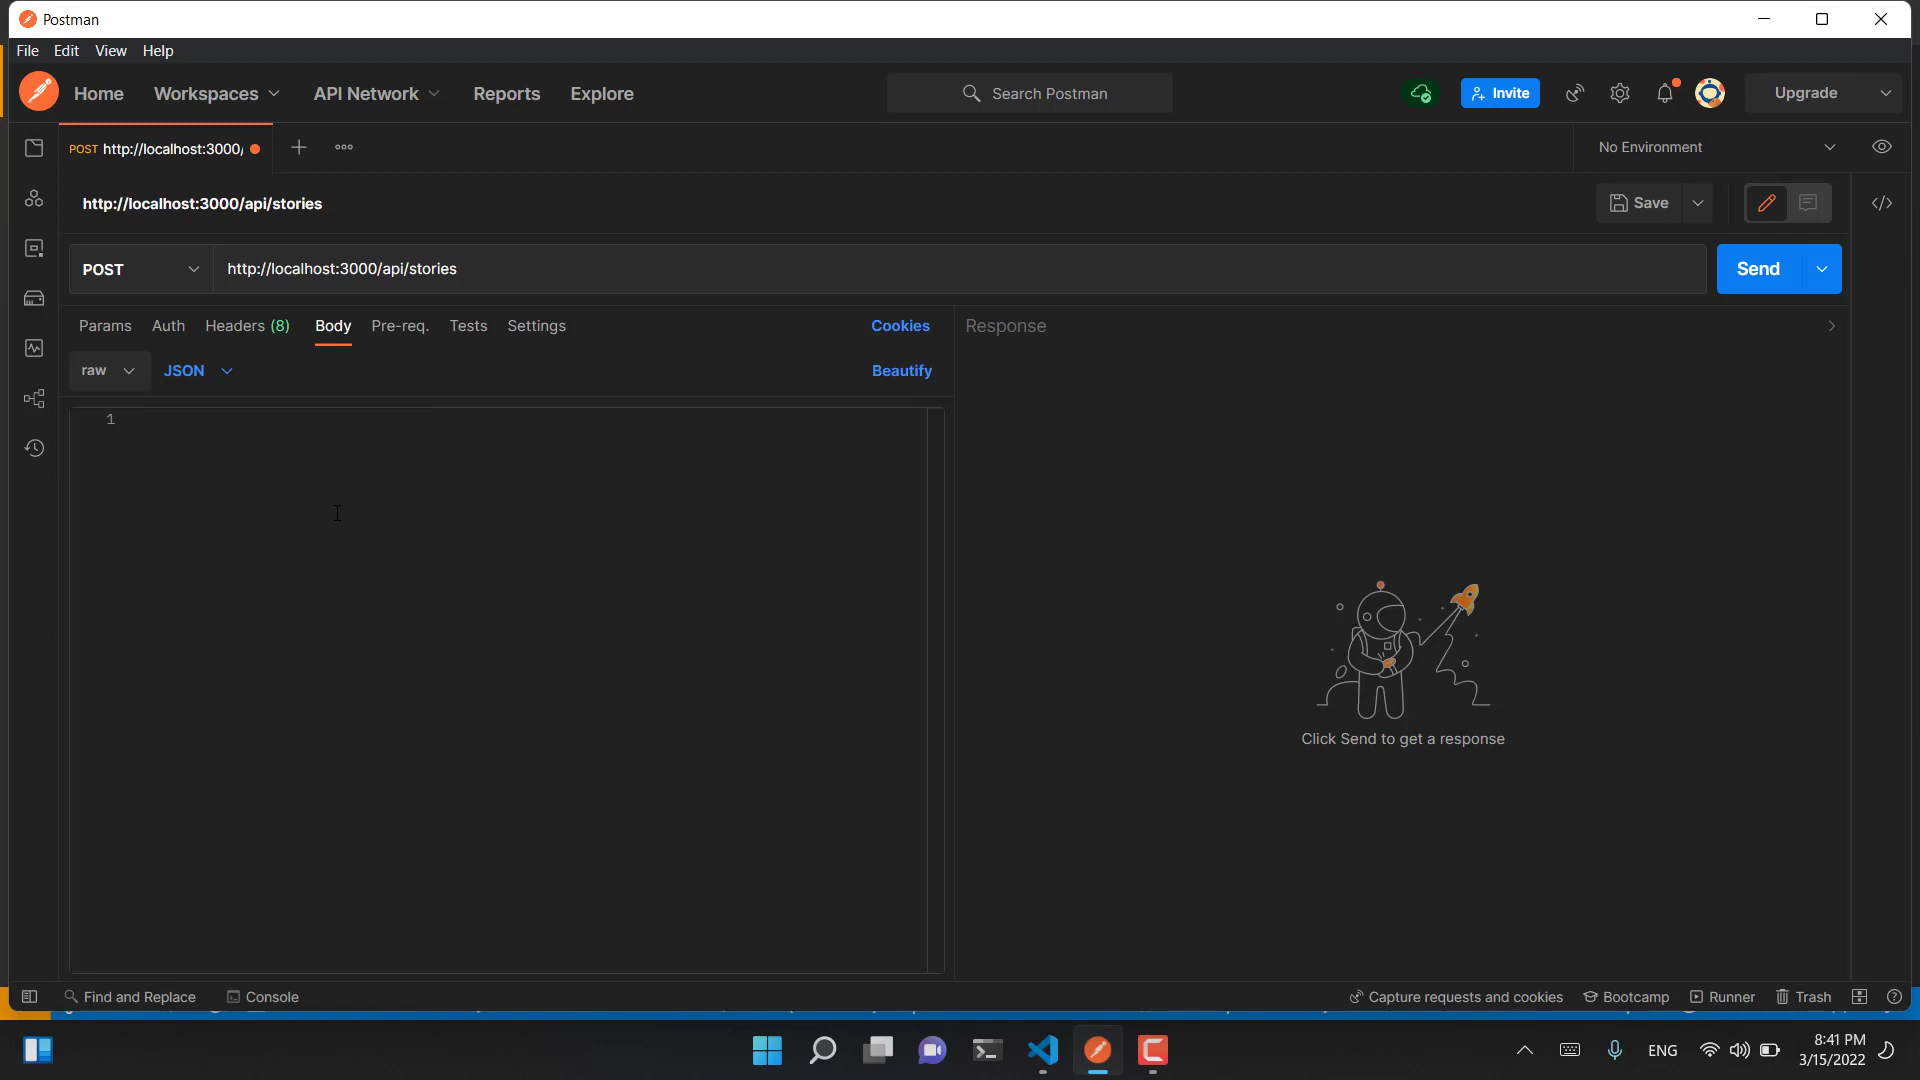 Postman
File Edit View Help
Home Workspaces API Network Reports Explore Search Postman Invite Upgrade
POST http://localhost:3000/ No Environment
http://localhost:3000/api/stories Save
POST http://localhost:3000/api/stories Send
Params Auth Headers (8) Body Pre-req. Tests Settings Cookies Response
raw JSON Beautify
1
Click Send to get a response
Find and Replace Console Capture requests and cookies Bootcamp Runner Trash
ENG 8:41 PM
3/15/2022